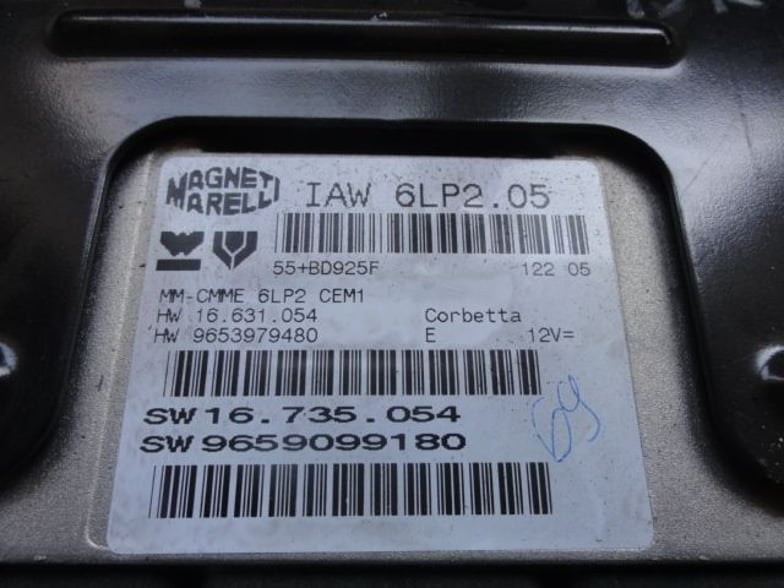 MAGNETI MARELLI
IAW 6LP2.05
55+BD925F 122 05
MM-CMME 6LP2 CEM1
HW 16.631.054 Corbetta
HW 9653979480 E 12V=
SW 16.735.054
SW 9659099180
69